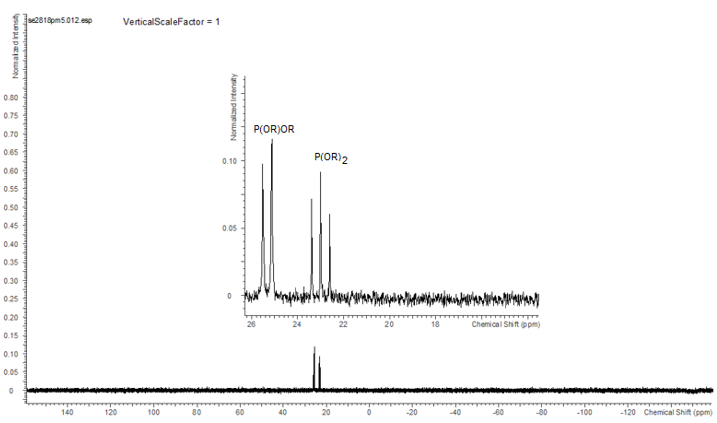 se2818pm5.012.esp
VerticalScaleFactor = 1
Normalized Intensity
0.80
0.75
0.70
0.65
0.60
0.55
0.50
0.45
0.40
0.35
0.30
0.25
0.20
0.15
0.10
0.05
0
Normalized Intensity
P(OR)OR
P(OR)2
0.10
0.05
0
26 24 22 20 18 Chemical Shift (ppm)
140 120 100 80 60 40 20 0 -20 -40 -60 -80 -100 -120 Chemical Shift (ppm)